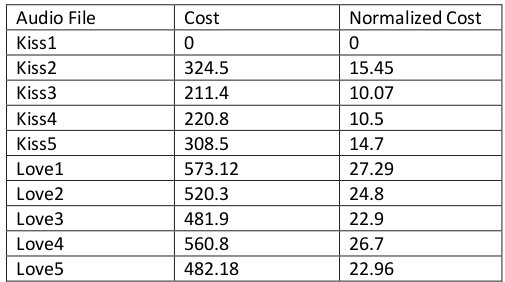 Audio File Cost Normalized Cost
Kiss1 0 0
Kiss2 324.5 15.45
Kiss3 211.4 10.07
Kiss4 220.8 10.5
Kiss5 308.5 14.7
Love1 573.12 27.29
Love2 520.3 24.8
Love3 481.9 22.9
Love4 560.8 26.7
Love5 482.18 22.96